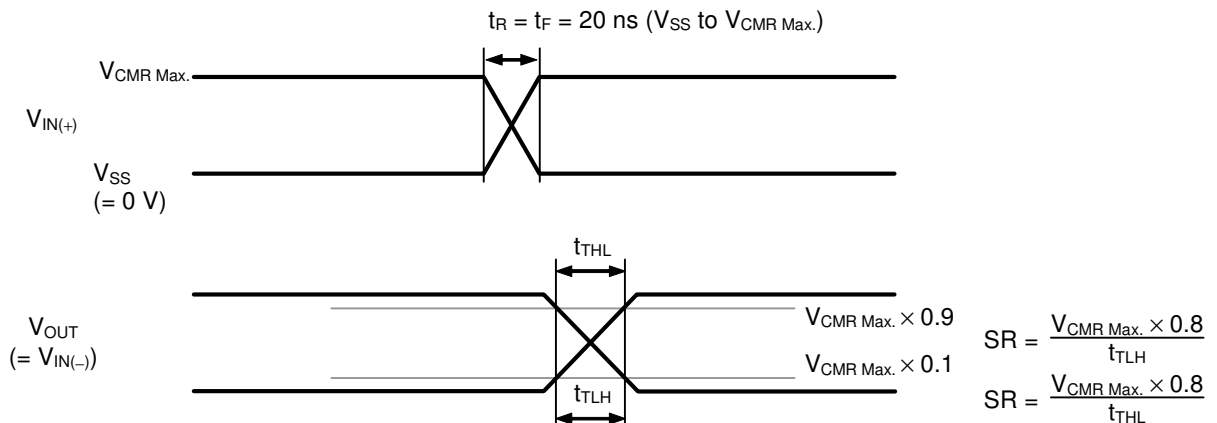 tR = tF = 20 ns (VSS to VCMR Max.)
VCMR Max.
VIN(+)
VSS
(= 0 V)
tTHL
VOUT
(= VIN(−))
VCMR Max. × 0.9
VCMR Max. × 0.1
tTLH
SR = VCMR Max. × 0.8
tTLH
SR = VCMR Max. × 0.8
tTHL